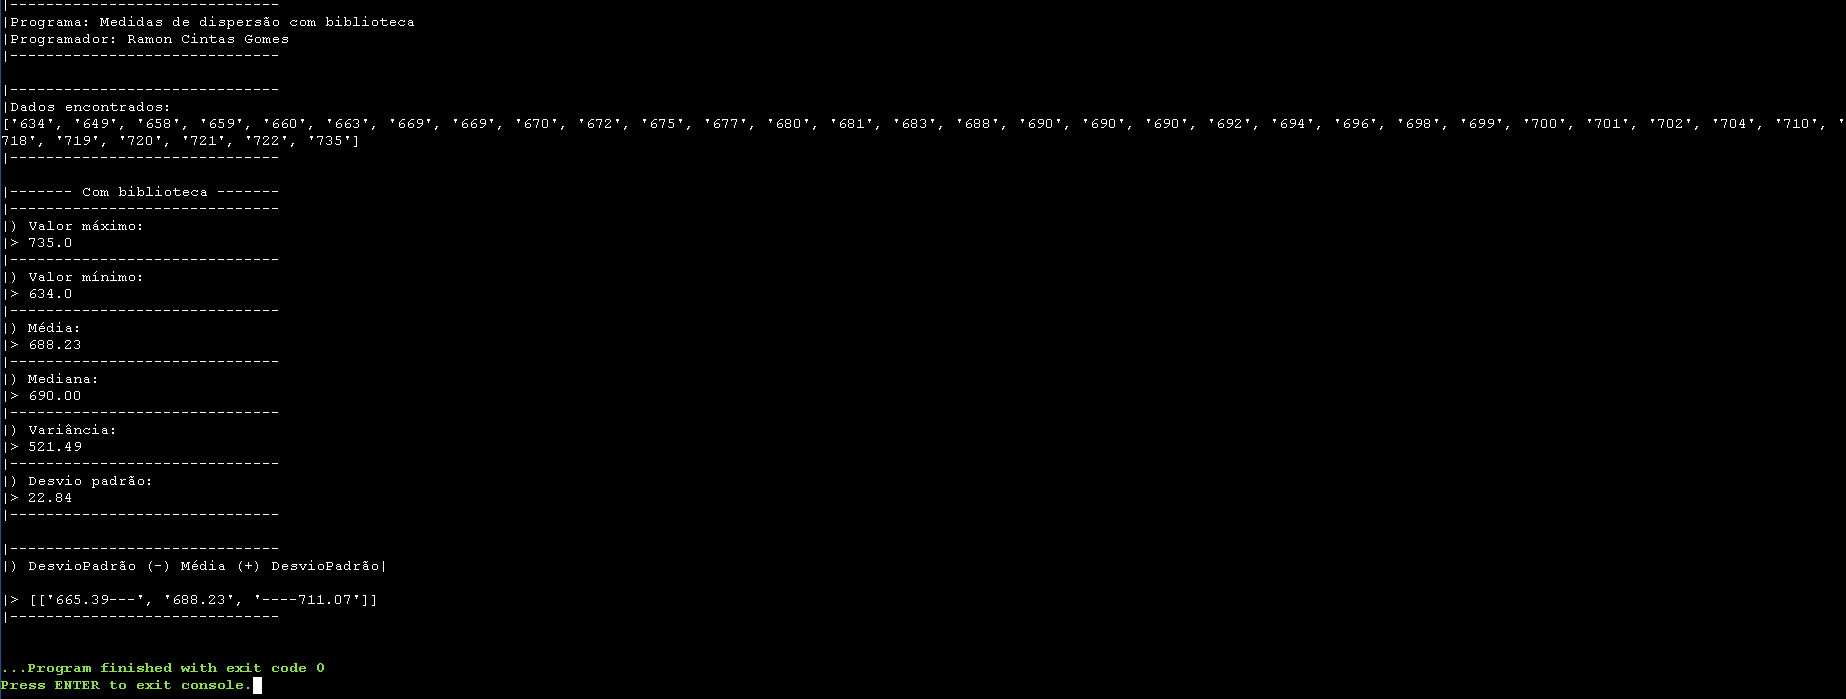 |------------------------------
|Programa: Medidas de dispersão com biblioteca
|Programador: Ramon Cintas Gomes
|------------------------------
|------------------------------
|Dados encontrados:
['634', '649', '658', '659', '660', '663', '669', '669', '670', '672', '675', '677', '680', '681', '683', '688', '690', '690', '690', '692', '694', '696', '698', '699', '700', '701', '702', '704', '710', '
718', '719', '720', '721', '722', '735']
|------------------------------
|------- Com biblioteca -------
|------------------------------
|) Valor máximo:
|> 735.0
|------------------------------
|) Valor mínimo:
|> 634.0
|------------------------------
|) Média:
|> 688.23
|------------------------------
|) Mediana:
|> 690.00
|------------------------------
|) Variância:
|> 521.49
|------------------------------
|) Desvio padrão:
|> 22.84
|------------------------------
|------------------------------
|) DesvioPadrão (-) Média (+) DesvioPadrão|
|> [['665.39---', '688.23', '----711.07']]
|------------------------------
...Program finished with exit code 0
Press ENTER to exit console.